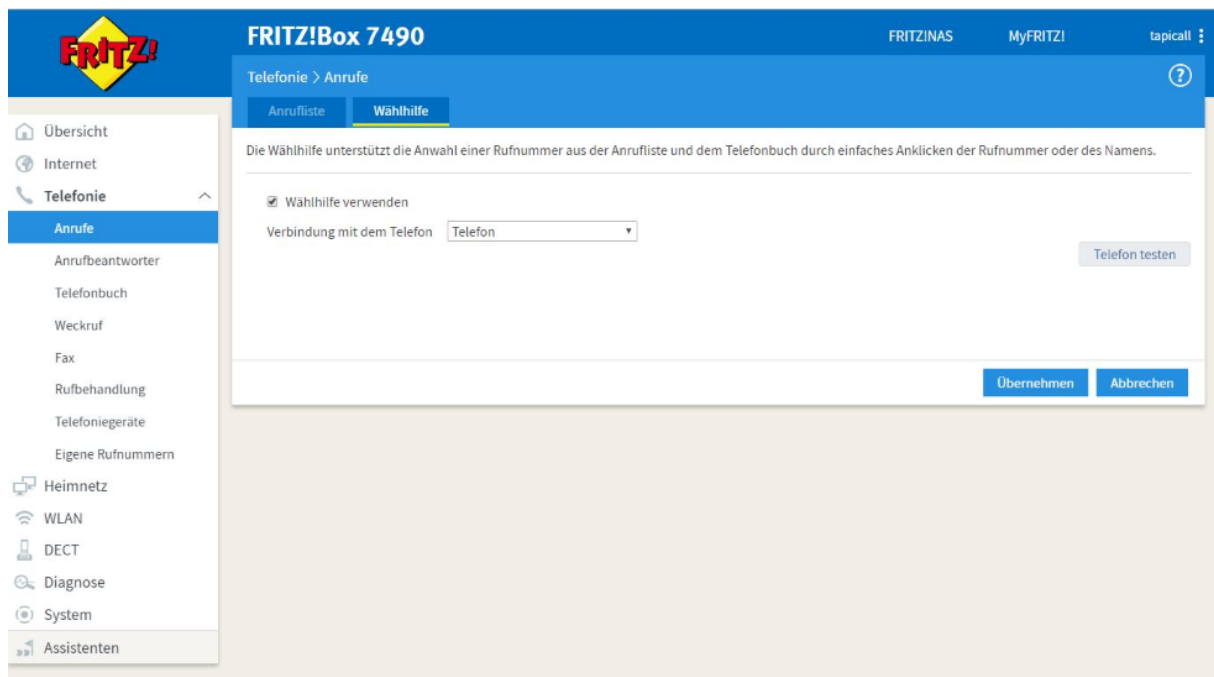 FRITZ!
FRITZ!Box 7490
FRITZ!NAS
MyFRITZ!
tapicall
Telefonie > Anrufe
?
Anrufliste
Wählhilfe
Die Wählhilfe unterstützt die Anwahl einer Rufnummer aus der Anrufliste und dem Telefonbuch durch einfaches Anklicken der Rufnummer oder des Namens.
Wählhilfe verwenden
Verbindung mit dem Telefon Telefon
Telefon testen
Übernehmen
Abbrechen
Übersicht
Internet
Telefonie
Anrufe
Anrufbeantworter
Telefonbuch
Weckruf
Fax
Rufbehandlung
Telefoniegeräte
Eigene Rufnummern
Heimnetz
WLAN
DECT
Diagnose
System
Assistenten